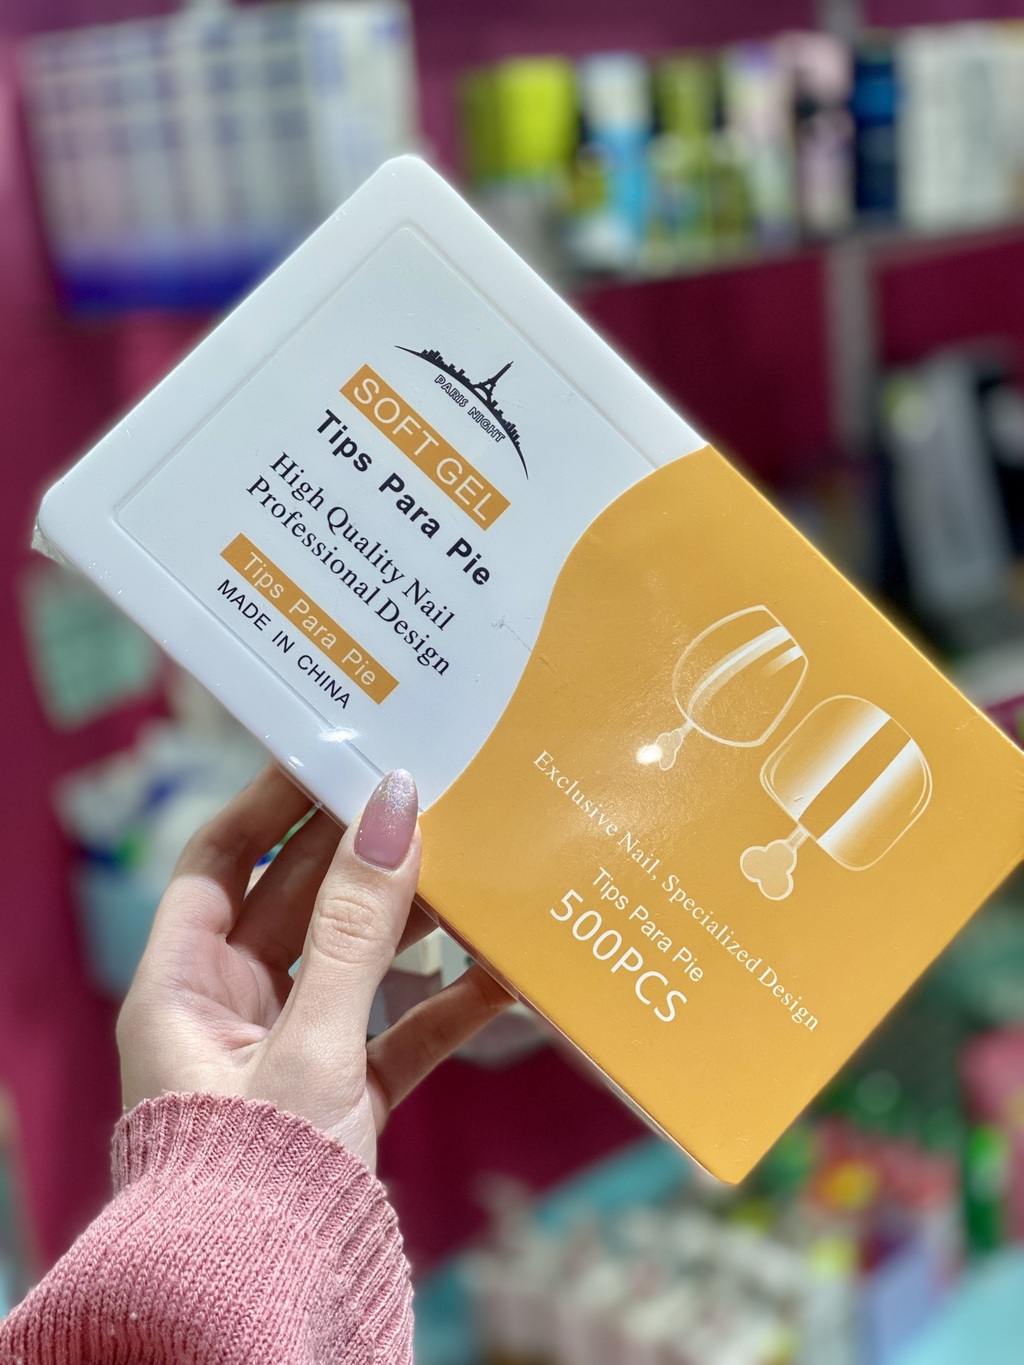 PARIS NIGHT
SOFT GEL
Tips Para Pie
High Quality Nail
Professional Design
Tips Para Pie
MADE IN CHINA
Exclusive Nail, Specialized Design
Tips Para Pie
500PCS